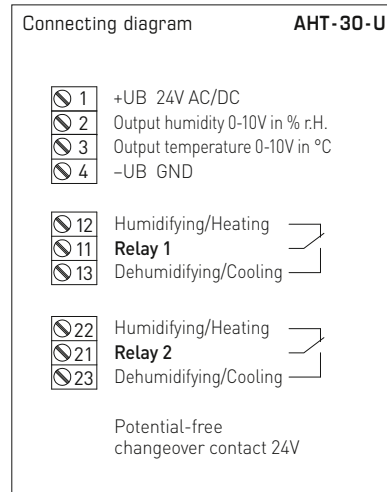 Connecting diagram AHT-30-U
1 +UB 24V AC/DC
2 Output humidity 0-10V in % r.H.
3 Output temperature 0-10V in °C
4 –UB GND
12 Humidifying/Heating
11 Relay 1
13 Dehumidifying/Cooling
22 Humidifying/Heating
21 Relay 2
23 Dehumidifying/Cooling
Potential-free
changeover contact 24V